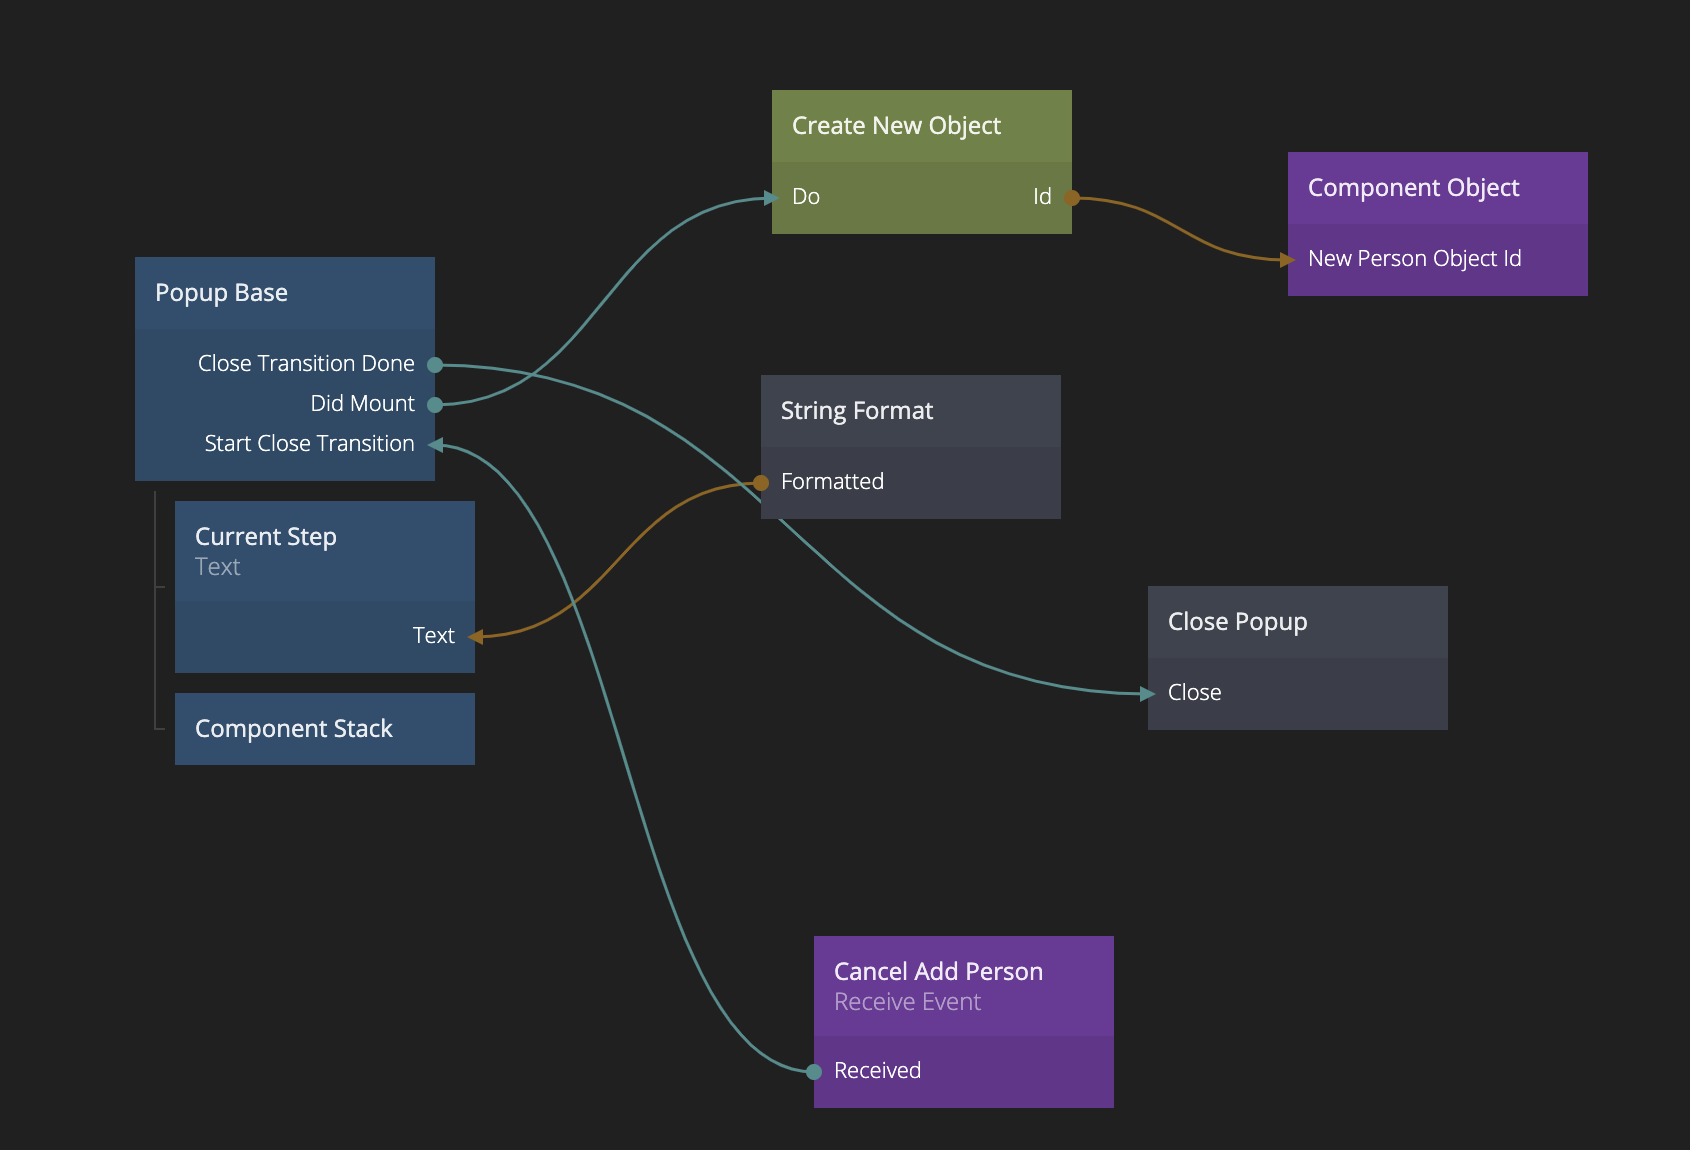 Create New Object
Do
Id
Component Object
New Person Object Id
Popup Base
Close Transition Done
Did Mount
Start Close Transition
String Format
Formatted
Current Step
Text
Text
Component Stack
Close Popup
Close
Cancel Add Person
Receive Event
Received